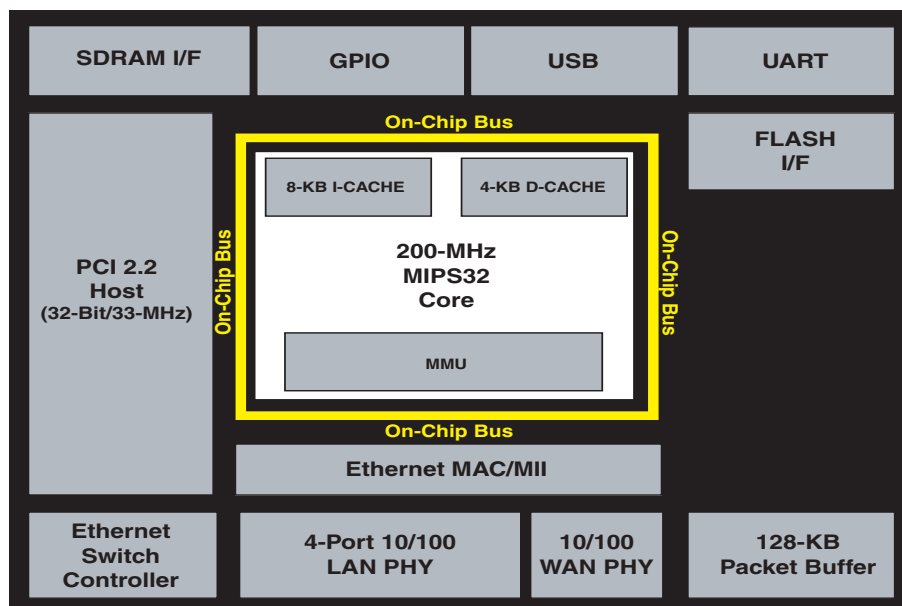 SDRAM I/F
GPIO
USB
UART
On-Chip Bus
FLASH
I/F
8-KB I-CACHE
4-KB D-CACHE
PCI 2.2
Host
(32-Bit/33-MHz)
On-Chip Bus
200-MHz
MIPS32
Core
On-Chip Bus
MMU
On-Chip Bus
Ethernet MAC/MII
Ethernet
Switch
Controller
4-Port 10/100
LAN PHY
10/100
WAN PHY
128-KB
Packet Buffer